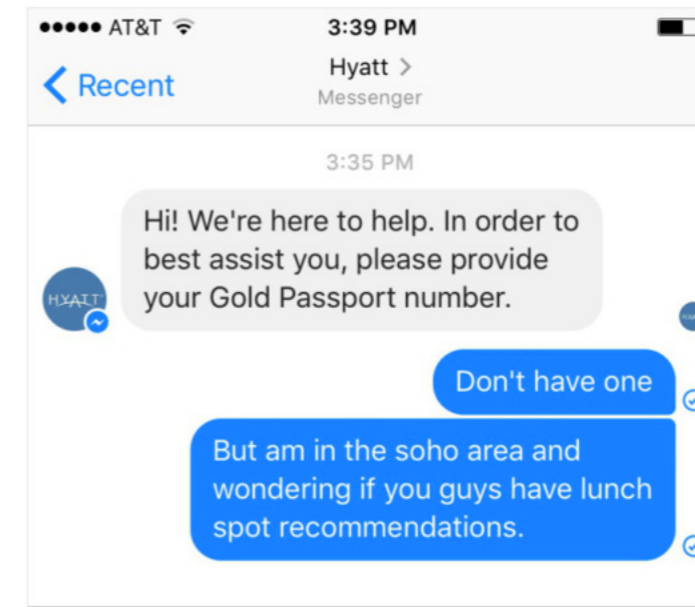 AT&T
3:39 PM
Recent
Hyatt >
Messenger
3:35 PM
Hi! We're here to help. In order to
best assist you, please provide
your Gold Passport number.
HYATT
Don't have one
But am in the soho area and
wondering if you guys have lunch
spot recommendations.